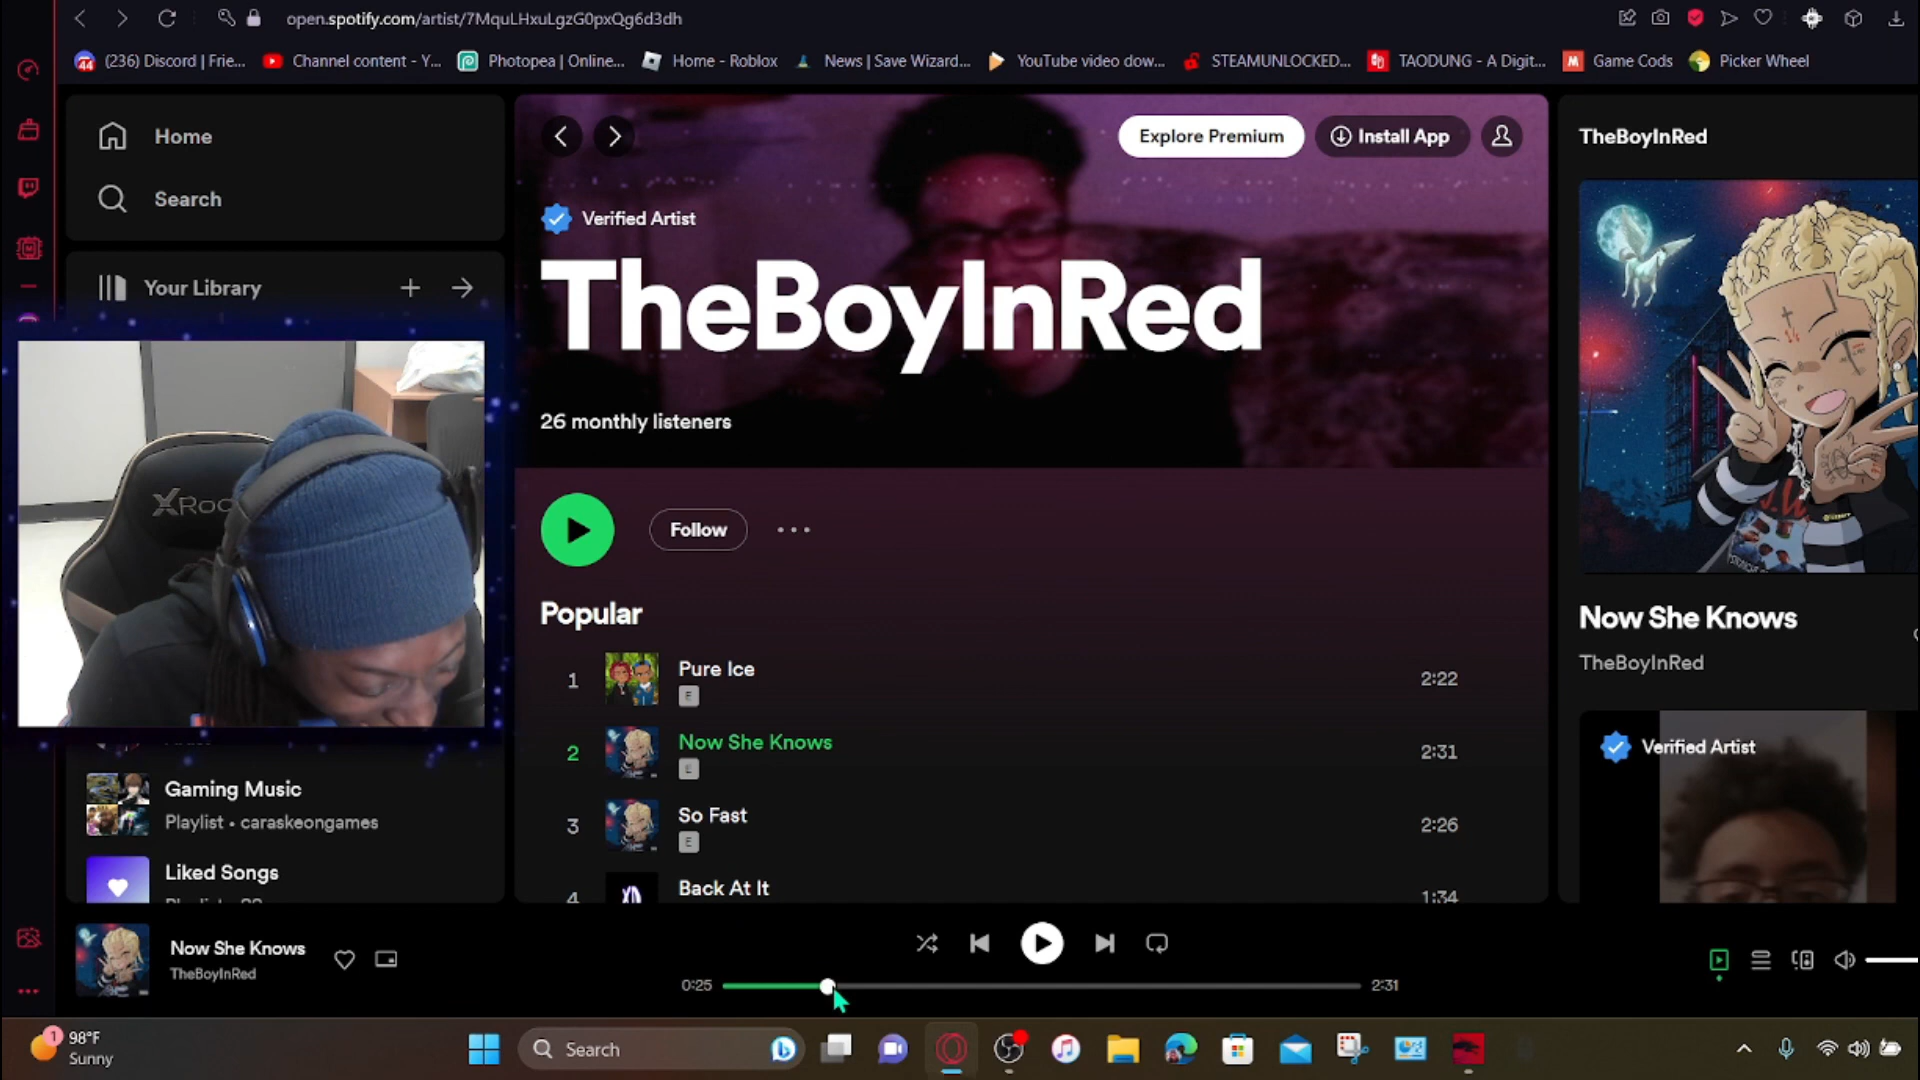 open.spotify.com/artist/7MquLHxuLgzG0pxQg6d3dh
44
(236) Discord | Frie...
Channel content - Y...
Photopea | Online...
Home - Roblox
News | Save Wizard...
YouTube video dow...
STEAMUNLOCKED...
TAODUNG - A Digit...
M
Game Cods
Picker Wheel
Home
Search
Your Library
Explore Premium
Install App
Verified Artist
TheBoyInRed
26 monthly listeners
Follow
Popular
1
Pure Ice
E
2:22
2
Now She Knows
E
2:31
3
So Fast
E
2:26
4
Back At It
1:34
TheBoyInRed
Now She Knows
TheBoyInRed
Verified Artist
XRoc
Gaming Music
Playlist • caraskeongames
Liked Songs
Now She Knows
TheBoyInRed
0:25
2:31
1
98°F
Sunny
Search